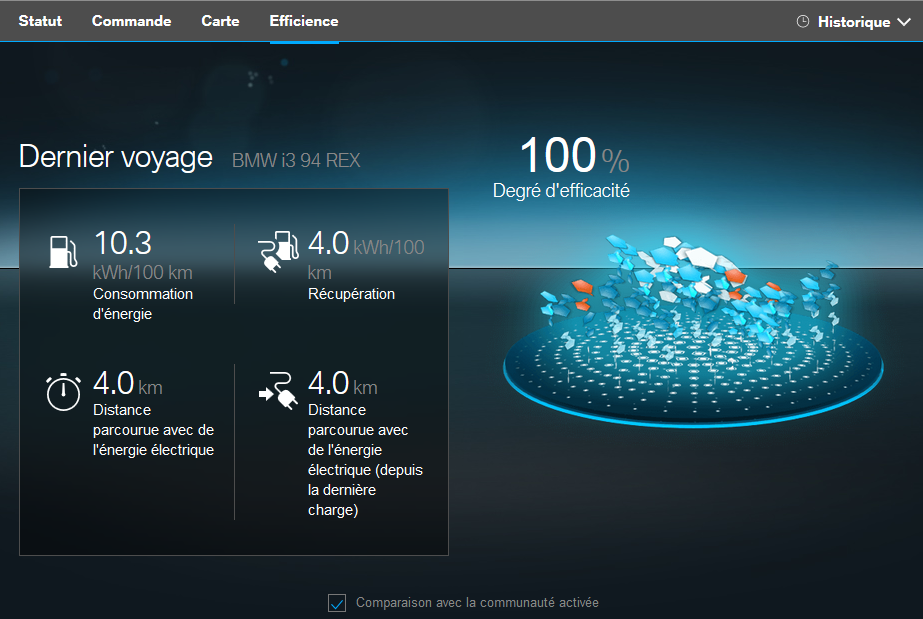 Statut Commande Carte Efficience Historique
Dernier voyage BMW i3 94 REX
100 %
Degré d'efficacité
10.3
kWh/100 km
Consommation
d'énergie
4.0 kWh/100
km
Récupération
4.0 km
Distance
parcourue avec de
l'énergie électrique
4.0 km
Distance
parcourue avec
de l'énergie
électrique (depuis
la dernière
charge)
Comparaison avec la communauté activée